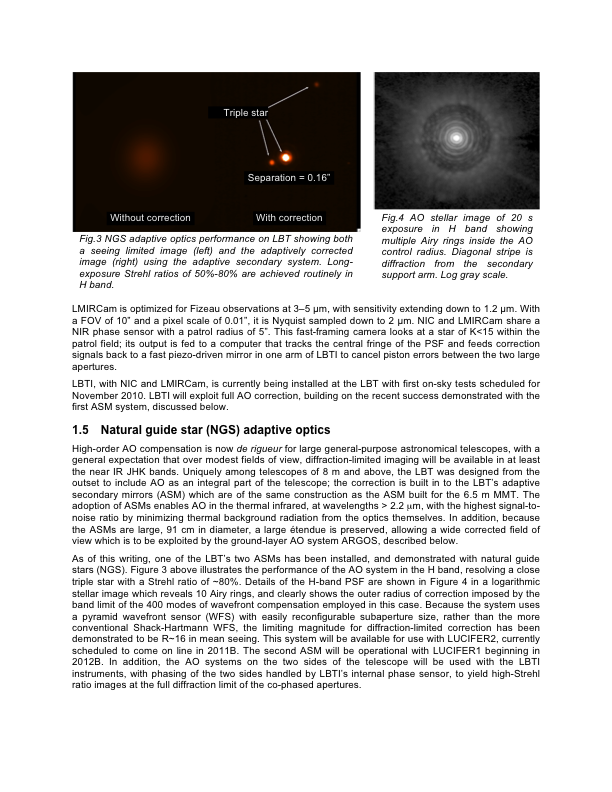 Triple star
Separation = 0.16"
Without correction
With correction
Fig.3 NGS adaptive optics performance on LBT showing both
a seeing limited image (left) and the adaptively corrected
image (right) using the adaptive secondary system. Long-
exposure Strehl ratios of 50%-80% are achieved routinely in
H band.
Fig.4 AO stellar image of 20 s
exposure in H band showing
multiple Airy rings inside the AO
control radius. Diagonal stripe is
diffraction from the secondary
support arm. Log gray scale.
LMIRCam is optimized for Fizeau observations at 3–5 μm, with sensitivity extending down to 1.2 μm. With
a FOV of 10" and a pixel scale of 0.01", it is Nyquist sampled down to 2 μm. NIC and LMIRCam share a
NIR phase sensor with a patrol radius of 5". This fast-framing camera looks at a star of K<15 within the
patrol field; its output is fed to a computer that tracks the central fringe of the PSF and feeds correction
signals back to a fast piezo-driven mirror in one arm of LBTI to cancel piston errors between the two large
apertures.
LBTI, with NIC and LMIRCam, is currently being installed at the LBT with first on-sky tests scheduled for
November 2010. LBTI will exploit full AO correction, building on the recent success demonstrated with the
first ASM system, discussed below.
1.5 Natural guide star (NGS) adaptive optics
High-order AO compensation is now de rigueur for large general-purpose astronomical telescopes, with a
general expectation that over modest fields of view, diffraction-limited imaging will be available in at least
the near IR JHK bands. Uniquely among telescopes of 8 m and above, the LBT was designed from the
outset to include AO as an integral part of the telescope; the correction is built in to the LBT's adaptive
secondary mirrors (ASM) which are of the same construction as the ASM built for the 6.5 m MMT. The
adoption of ASMs enables AO in the thermal infrared, at wavelengths > 2.2 μm, with the highest signal-to-
noise ratio by minimizing thermal background radiation from the optics themselves. In addition, because
the ASMs are large, 91 cm in diameter, a large étendue is preserved, allowing a wide corrected field of
view which is to be exploited by the ground-layer AO system ARGOS, described below.
As of this writing, one of the LBT's two ASMs has been installed, and demonstrated with natural guide
stars (NGS). Figure 3 above illustrates the performance of the AO system in the H band, resolving a close
triple star with a Strehl ratio of ~80%. Details of the H-band PSF are shown in Figure 4 in a logarithmic
stellar image which reveals 10 Airy rings, and clearly shows the outer radius of correction imposed by the
band limit of the 400 modes of wavefront compensation employed in this case. Because the system uses
a pyramid wavefront sensor (WFS) with easily reconfigurable subaperture size, rather than the more
conventional Shack-Hartmann WFS, the limiting magnitude for diffraction-limited correction has been
demonstrated to be R~16 in mean seeing. This system will be available for use with LUCIFER2, currently
scheduled to come on line in 2011B. The second ASM will be operational with LUCIFER1 beginning in
2012B. In addition, the AO systems on the two sides of the telescope will be used with the LBTI
instruments, with phasing of the two sides handled by LBTI's internal phase sensor, to yield high-Strehl
ratio images at the full diffraction limit of the co-phased apertures.